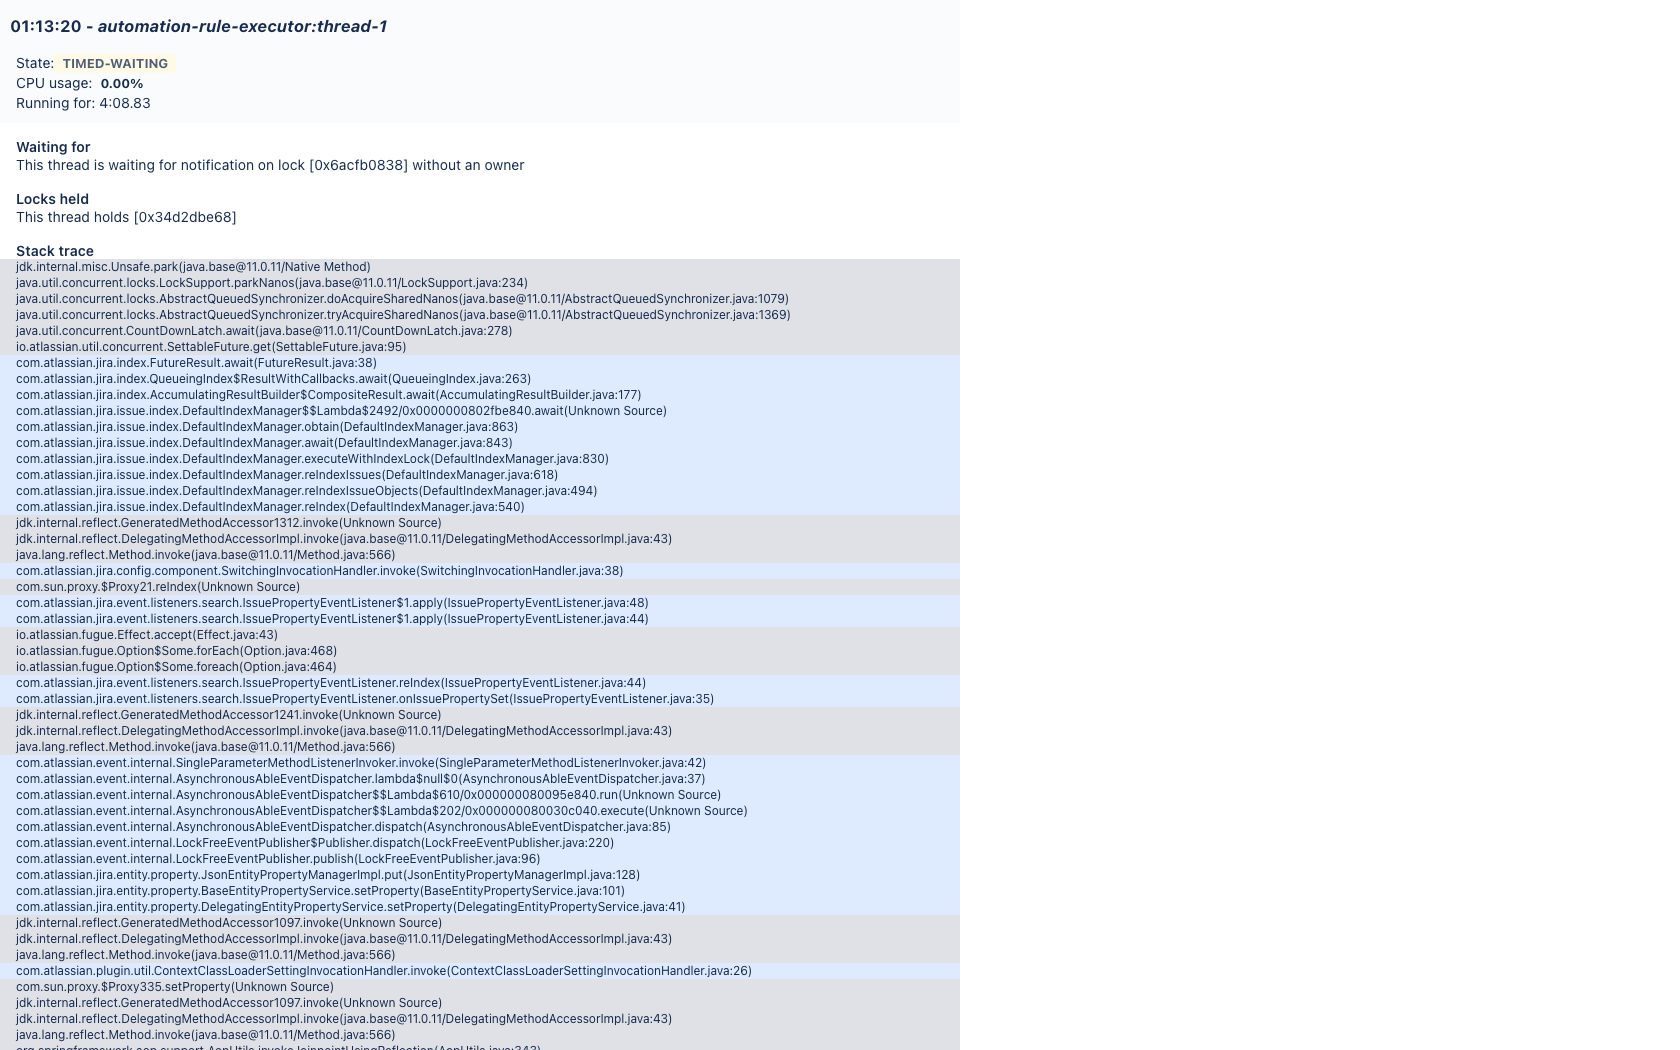 01:13:20 - automation-rule-executor:thread-1
State: TIMED-WAITING
CPU usage: 0.00%
Running for: 4:08.83
Waiting for
This thread is waiting for notification on lock [0x6acfb0838] without an owner
Locks held
This thread holds [0x34d2dbe68]
Stack trace
jdk.internal.misc.Unsafe.park(java.base@11.0.11/Native Method)
java.util.concurrent.locks.LockSupport.parkNanos(java.base@11.0.11/LockSupport.java:234)
java.util.concurrent.locks.AbstractQueuedSynchronizer.doAcquireSharedNanos(java.base@11.0.11/AbstractQueuedSynchronizer.java:1079)
java.util.concurrent.locks.AbstractQueuedSynchronizer.tryAcquireSharedNanos(java.base@11.0.11/AbstractQueuedSynchronizer.java:1369)
java.util.concurrent.CountDownLatch.await(java.base@11.0.11/CountDownLatch.java:278)
io.atlassian.util.concurrent.SettableFuture.get(SettableFuture.java:95)
com.atlassian.jira.index.FutureResult.await(FutureResult.java:38)
com.atlassian.jira.index.QueueingIndex$ResultWithCallbacks.await(QueueingIndex.java:263)
com.atlassian.jira.index.AccumulatingResultBuilder$CompositeResult.await(AccumulatingResultBuilder.java:177)
com.atlassian.jira.issue.index.DefaultIndexManager$$Lambda$2492/0x0000000802fbe840.await(Unknown Source)
com.atlassian.jira.issue.index.DefaultIndexManager.obtain(DefaultIndexManager.java:863)
com.atlassian.jira.issue.index.DefaultIndexManager.await(DefaultIndexManager.java:843)
com.atlassian.jira.issue.index.DefaultIndexManager.executeWithIndexLock(DefaultIndexManager.java:830)
com.atlassian.jira.issue.index.DefaultIndexManager.reIndexIssues(DefaultIndexManager.java:618)
com.atlassian.jira.issue.index.DefaultIndexManager.reIndexIssueObjects(DefaultIndexManager.java:494)
com.atlassian.jira.issue.index.DefaultIndexManager.reIndex(DefaultIndexManager.java:540)
jdk.internal.reflect.GeneratedMethodAccessor1312.invoke(Unknown Source)
jdk.internal.reflect.DelegatingMethodAccessorImpl.invoke(java.base@11.0.11/DelegatingMethodAccessorImpl.java:43)
java.lang.reflect.Method.invoke(java.base@11.0.11/Method.java:566)
com.atlassian.jira.config.component.SwitchingInvocationHandler.invoke(SwitchingInvocationHandler.java:38)
com.sun.proxy.$Proxy21.reIndex(Unknown Source)
com.atlassian.jira.event.listeners.search.IssuePropertyEventListener$1.apply(IssuePropertyEventListener.java:48)
com.atlassian.jira.event.listeners.search.IssuePropertyEventListener$1.apply(IssuePropertyEventListener.java:44)
io.atlassian.fugue.Effect.accept(Effect.java:43)
io.atlassian.fugue.Option$Some.forEach(Option.java:468)
io.atlassian.fugue.Option$Some.foreach(Option.java:464)
com.atlassian.jira.event.listeners.search.IssuePropertyEventListener.reIndex(IssuePropertyEventListener.java:44)
com.atlassian.jira.event.listeners.search.IssuePropertyEventListener.onIssuePropertySet(IssuePropertyEventListener.java:35)
jdk.internal.reflect.GeneratedMethodAccessor1241.invoke(Unknown Source)
jdk.internal.reflect.DelegatingMethodAccessorImpl.invoke(java.base@11.0.11/DelegatingMethodAccessorImpl.java:43)
java.lang.reflect.Method.invoke(java.base@11.0.11/Method.java:566)
com.atlassian.event.internal.SingleParameterMethodListenerInvoker.invoke(SingleParameterMethodListenerInvoker.java:42)
com.atlassian.event.internal.AsynchronousAbleEventDispatcher.lambda$null$0(AsynchronousAbleEventDispatcher.java:37)
com.atlassian.event.internal.AsynchronousAbleEventDispatcher$$Lambda$610/0x000000080095e840.run(Unknown Source)
com.atlassian.event.internal.AsynchronousAbleEventDispatcher$$Lambda$202/0x000000080030c040.execute(Unknown Source)
com.atlassian.event.internal.AsynchronousAbleEventDispatcher.dispatch(AsynchronousAbleEventDispatcher.java:85)
com.atlassian.event.internal.LockFreeEventPublisher$Publisher.dispatch(LockFreeEventPublisher.java:220)
com.atlassian.event.internal.LockFreeEventPublisher.publish(LockFreeEventPublisher.java:96)
com.atlassian.jira.entity.property.JsonEntityPropertyManagerImpl.put(JsonEntityPropertyManagerImpl.java:128)
com.atlassian.jira.entity.property.BaseEntityPropertyService.setProperty(BaseEntityPropertyService.java:101)
com.atlassian.jira.entity.property.DelegatingEntityPropertyService.setProperty(DelegatingEntityPropertyService.java:41)
jdk.internal.reflect.GeneratedMethodAccessor1097.invoke(Unknown Source)
jdk.internal.reflect.DelegatingMethodAccessorImpl.invoke(java.base@11.0.11/DelegatingMethodAccessorImpl.java:43)
java.lang.reflect.Method.invoke(java.base@11.0.11/Method.java:566)
com.atlassian.plugin.util.ContextClassLoaderSettingInvocationHandler.invoke(ContextClassLoaderSettingInvocationHandler.java:26)
com.sun.proxy.$Proxy335.setProperty(Unknown Source)
jdk.internal.reflect.GeneratedMethodAccessor1097.invoke(Unknown Source)
jdk.internal.reflect.DelegatingMethodAccessorImpl.invoke(java.base@11.0.11/DelegatingMethodAccessorImpl.java:43)
java.lang.reflect.Method.invoke(java.base@11.0.11/Method.java:566)